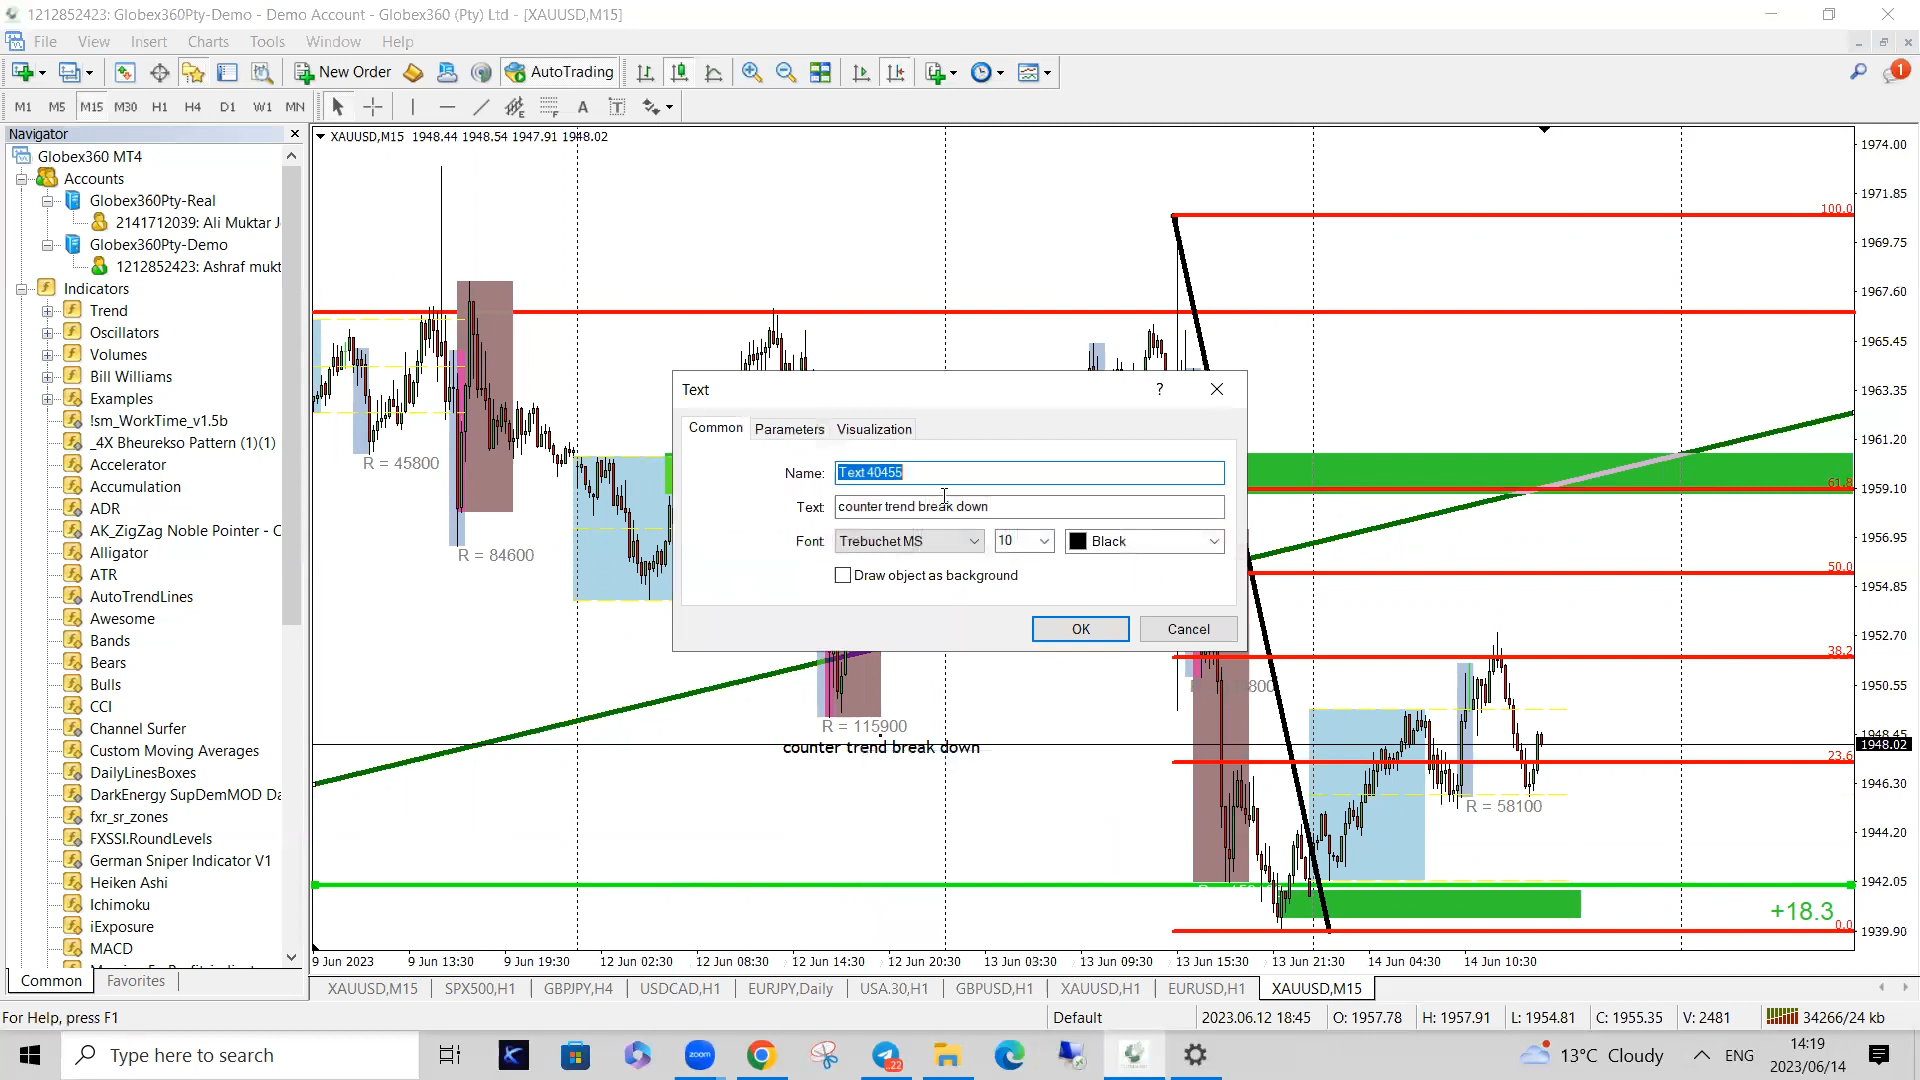 1212852423: Globex360Pty-Demo - Demo Account - Globex360 (Pty) Ltd - [XAUUSD,M15]
File View Insert Charts Tools Window Help
New Order AutoTrading 1
M1 M5 M15 M30 H1 H4 D1 W1 MN A T
Navigator
Globex360 MT4
Accounts
Globex360Pty-Real
2141712039: Ali Muktar J
Globex360Pty-Demo
1212852423: Ashraf mukt
Indicators
Trend
Oscillators
Volumes
Bill Williams
Examples
!sm_WorkTime_v1.5b
_4X Bheurekso Pattern (1)(1)
Accelerator
Accumulation
ADR
AK_ZigZag Noble Pointer - C
Alligator
ATR
AutoTrendLines
Awesome
Bands
Bears
Bulls
CCI
Channel Surfer
Custom Moving Averages
DailyLinesBoxes
DarkEnergy SupDemMOD Da
fxr_sr_zones
FXSSI.RoundLevels
German Sniper Indicator V1
Heiken Ashi
Ichimoku
iExposure
MACD
Common Favorites
XAUUSD,M15 1948.44 1948.54 1947.91 1948.02
R = 45800
R = 84600
R = 115900
counter trend break down
R = 58100
+18.3
100.0
61.8
50.0
38.2
23.6
0.0
1974.00
1971.85
1969.75
1967.60
1965.45
1963.35
1961.20
1959.10
1956.95
1954.85
1952.70
1950.55
1948.45
1948.02
1946.30
1944.20
1942.05
1939.90
Text ?
Common Parameters Visualization
Name: Text 40455
Text counter trend break down
Font Trebuchet MS 10 Black
Draw object as background
OK Cancel
9 Jun 2023 9 Jun 13:30 9 Jun 19:30 12 Jun 02:30 12 Jun 08:30 12 Jun 14:30 12 Jun 20:30 13 Jun 03:30 13 Jun 09:30 13 Jun 15:30 13 Jun 21:30 14 Jun 04:30 14 Jun 10:30
XAUUSD,M15 SPX500,H1 GBPJPY,H4 USDCAD,H1 EURJPY,Daily USA.30,H1 GBPUSD,H1 XAUUSD,H1 EURUSD,H1 XAUUSD,M15
For Help, press F1 Default 2023.06.12 18:45 O: 1957.78 H: 1957.91 L: 1954.81 C: 1955.35 V: 2481 34266/24 kb
Type here to search zoom 22 13°C Cloudy ENG 14:19
2023/06/14